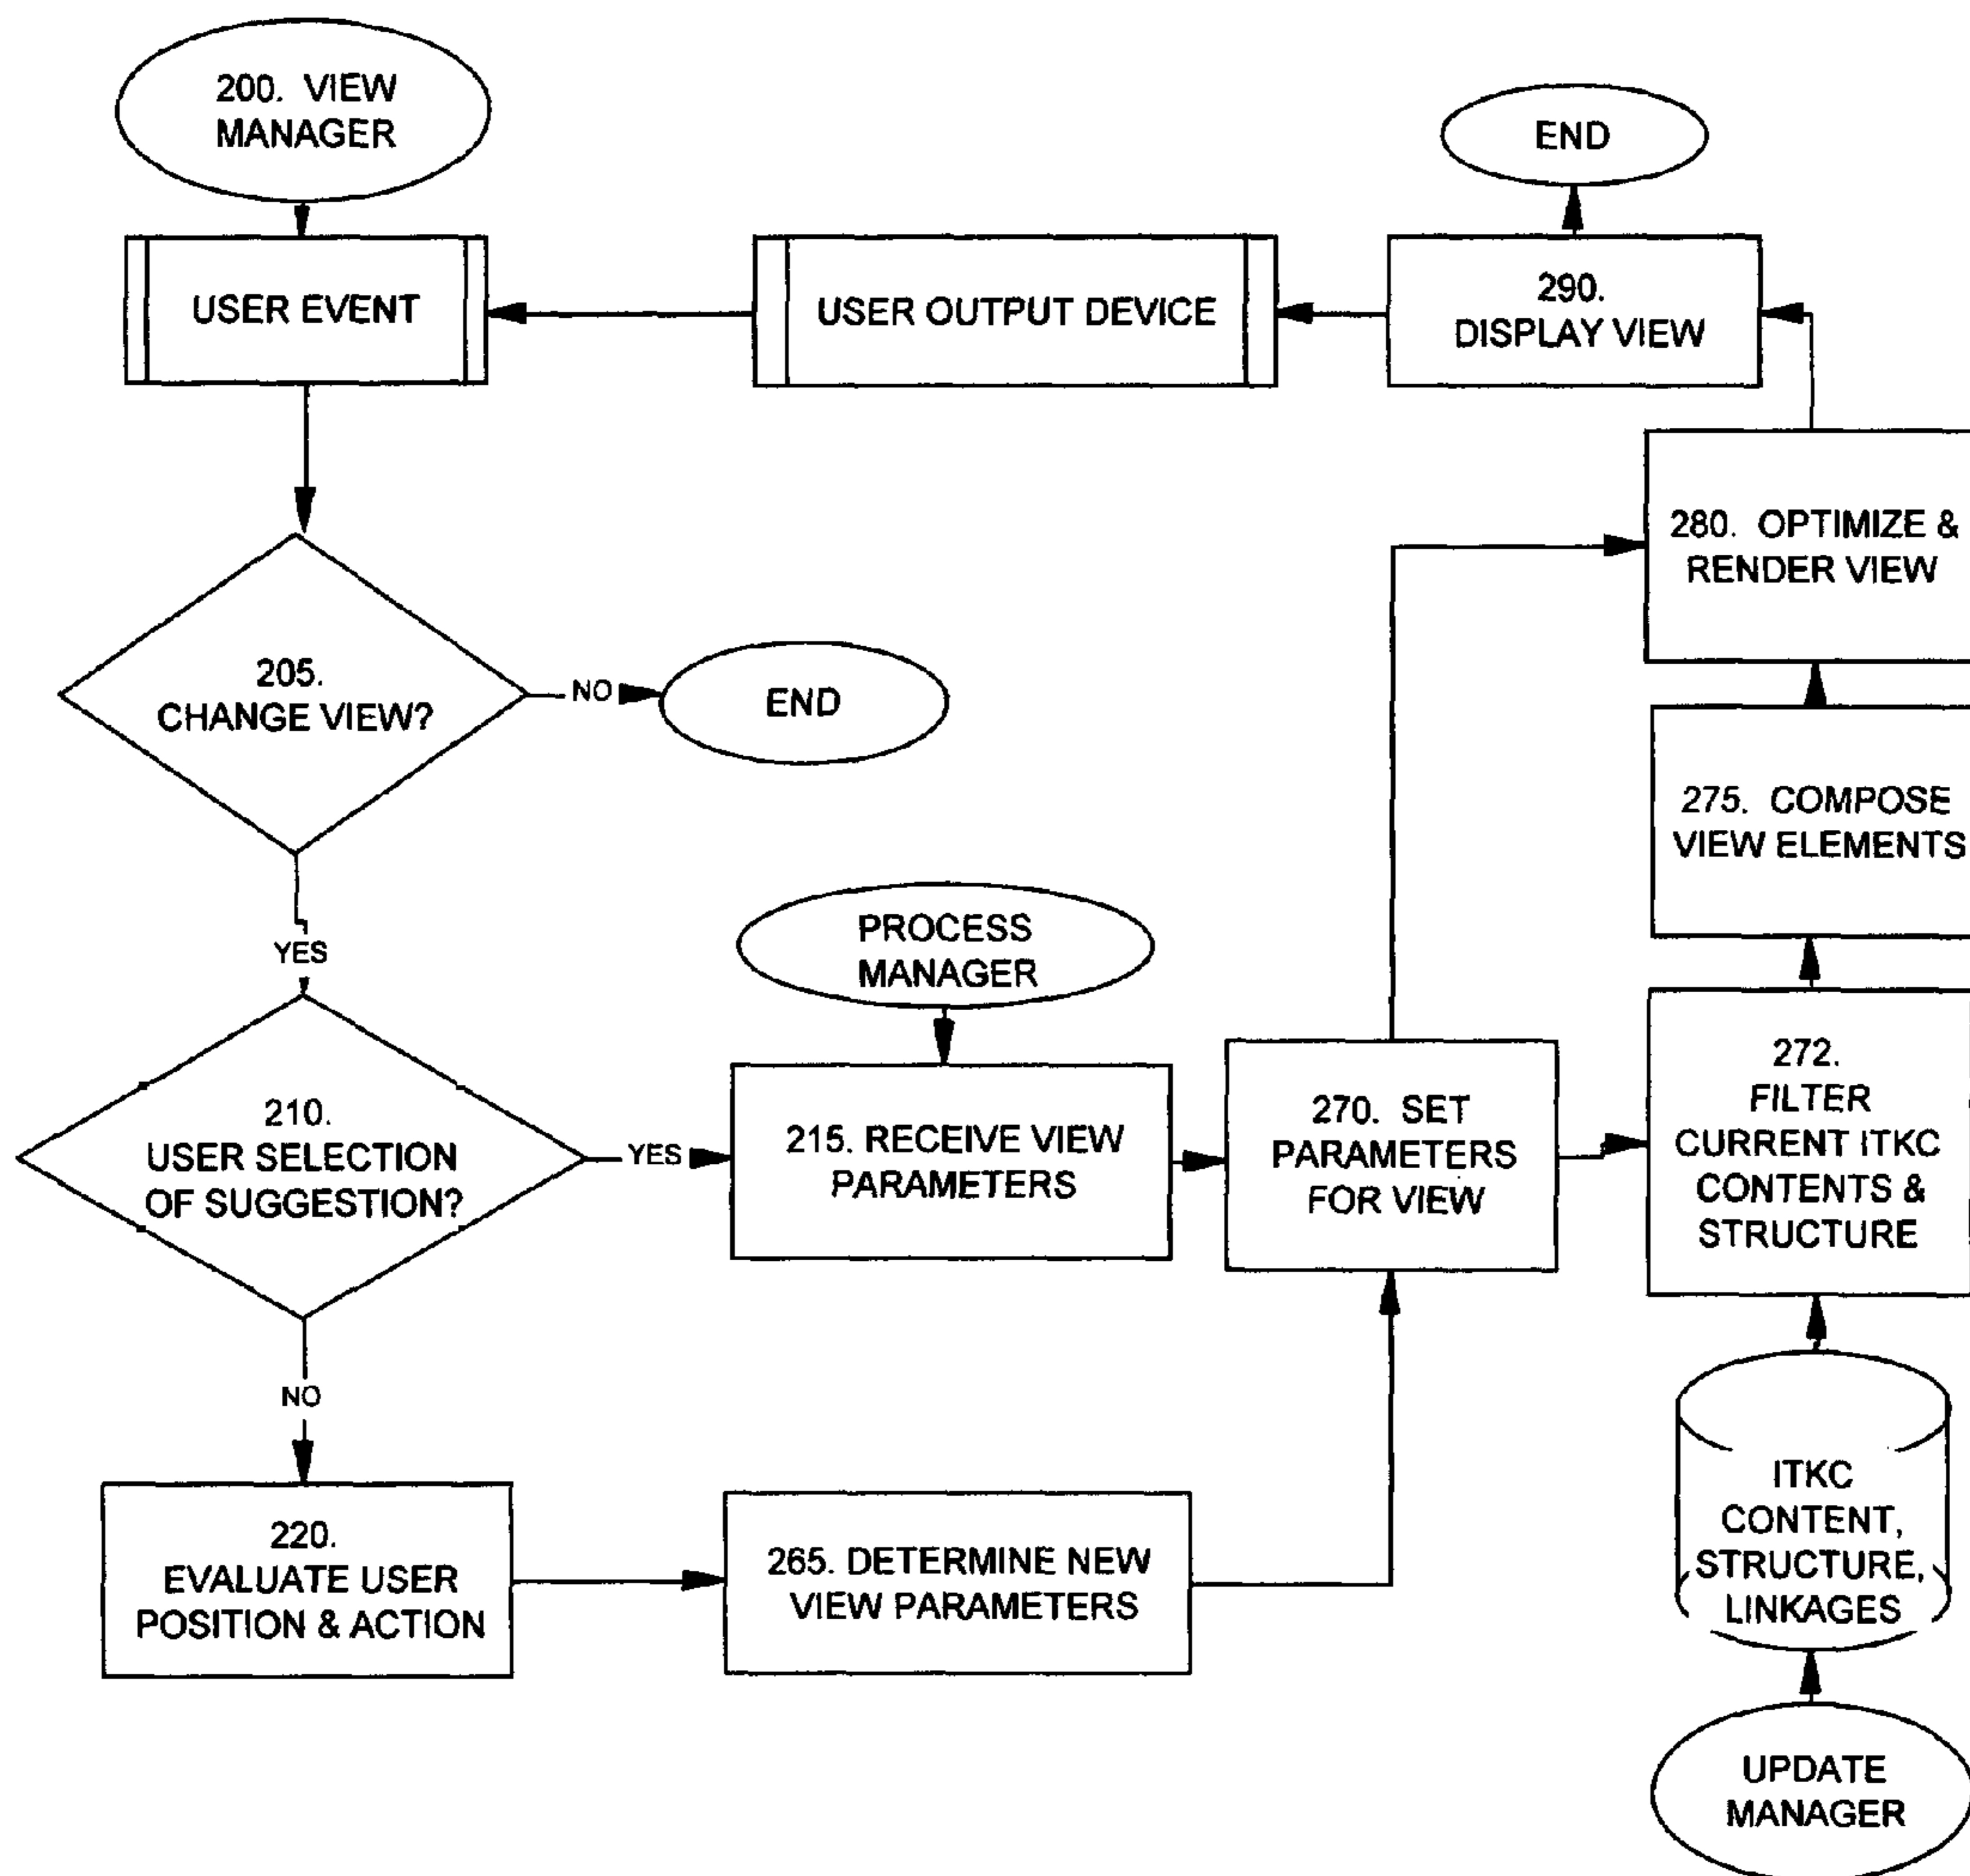 200. VIEW
MANAGER
END
USER EVENT
USER OUTPUT DEVICE
290.
DISPLAY VIEW
280. OPTIMIZE &
RENDER VIEW
205.
CHANGE VIEW?
NO
END
275. COMPOSE
VIEW ELEMENTS
YES
PROCESS
MANAGER
210.
USER SELECTION
OF SUGGESTION?
YES
215. RECEIVE VIEW
PARAMETERS
270. SET
PARAMETERS
FOR VIEW
272.
FILTER
CURRENT ITKC
CONTENTS &
STRUCTURE
NO
220.
EVALUATE USER
POSITION & ACTION
265. DETERMINE NEW
VIEW PARAMETERS
ITKC
CONTENT,
STRUCTURE,
LINKAGES
UPDATE
MANAGER